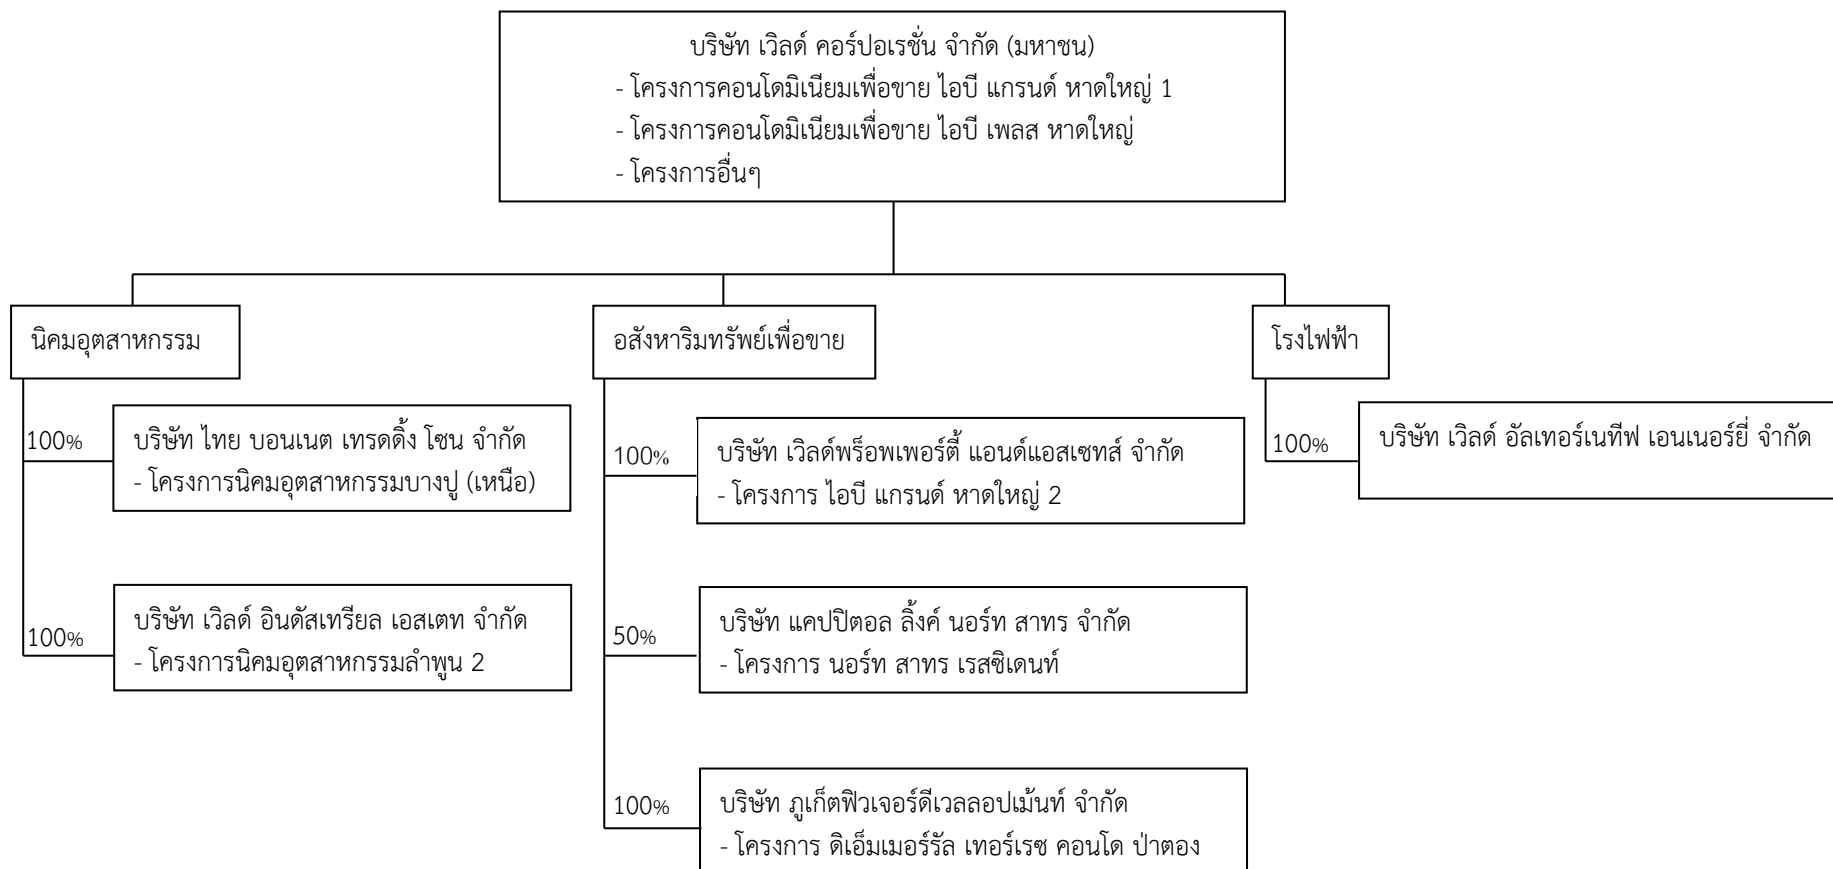 บริษัท เวิลด์ คอร์ปอเรชั่น จำกัด (มหาชน)
- โครงการคอนโดมิเนียมเพื่อขาย ไอบี แกรนด์ หาดใหญ่ 1
- โครงการคอนโดมิเนียมเพื่อขาย ไอบี เพลส หาดใหญ่
- โครงการอื่นๆ
นิคมอุตสาหกรรม
อสังหาริมทรัพย์เพื่อขาย
โรงไฟฟ้า
100%
บริษัท ไทย บอนเนต เทรดดิ้ง โซน จำกัด
- โครงการนิคมอุตสาหกรรมบางปู (เหนือ)
100%
บริษัท เวิลด์ อินดัสเทรียล เอสเตท จำกัด
- โครงการนิคมอุตสาหกรรมลำพูน 2
100%
บริษัท เวิลด์พร็อพเพอร์ตี้ แอนด์แอสเซทส์ จำกัด
- โครงการ ไอบี แกรนด์ หาดใหญ่ 2
50%
บริษัท แคปปิตอล ลิ้งค์ นอร์ท สาทร จำกัด
- โครงการ นอร์ท สาทร เรสซิเดนท์
100%
บริษัท ภูเก็ตฟิวเจอร์ดีเวลลอปเม้นท์ จำกัด
- โครงการ ดิเอ็มเมอร์รัล เทอร์เรซ คอนโด ป่าตอง
100%
บริษัท เวิลด์ อัลเทอร์เนทีฟ เอนเนอร์ยี่ จำกัด